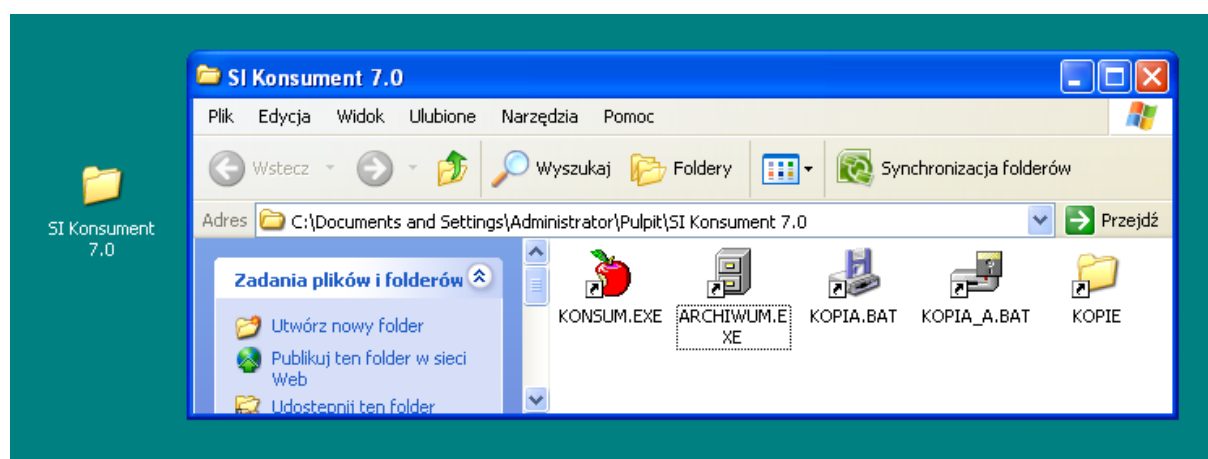 SI Konsument 7.0
Plik Edycja Widok Ulubione Narzędzia Pomoc
Wstecz Wyszukaj Foldery Synchronizacja folderów
Adres C:\Documents and Settings\Administrator\Pulpit\SI Konsument 7.0 Przejdź
SI Konsument
7.0
Zadania plików i folderów
Utwórz nowy folder
Publikuj ten folder w sieci
Web
Udostępnij ten folder
KONSUM.EXE ARCHIWUM.E KOPIA.BAT KOPIA_A.BAT KOPIE
XE